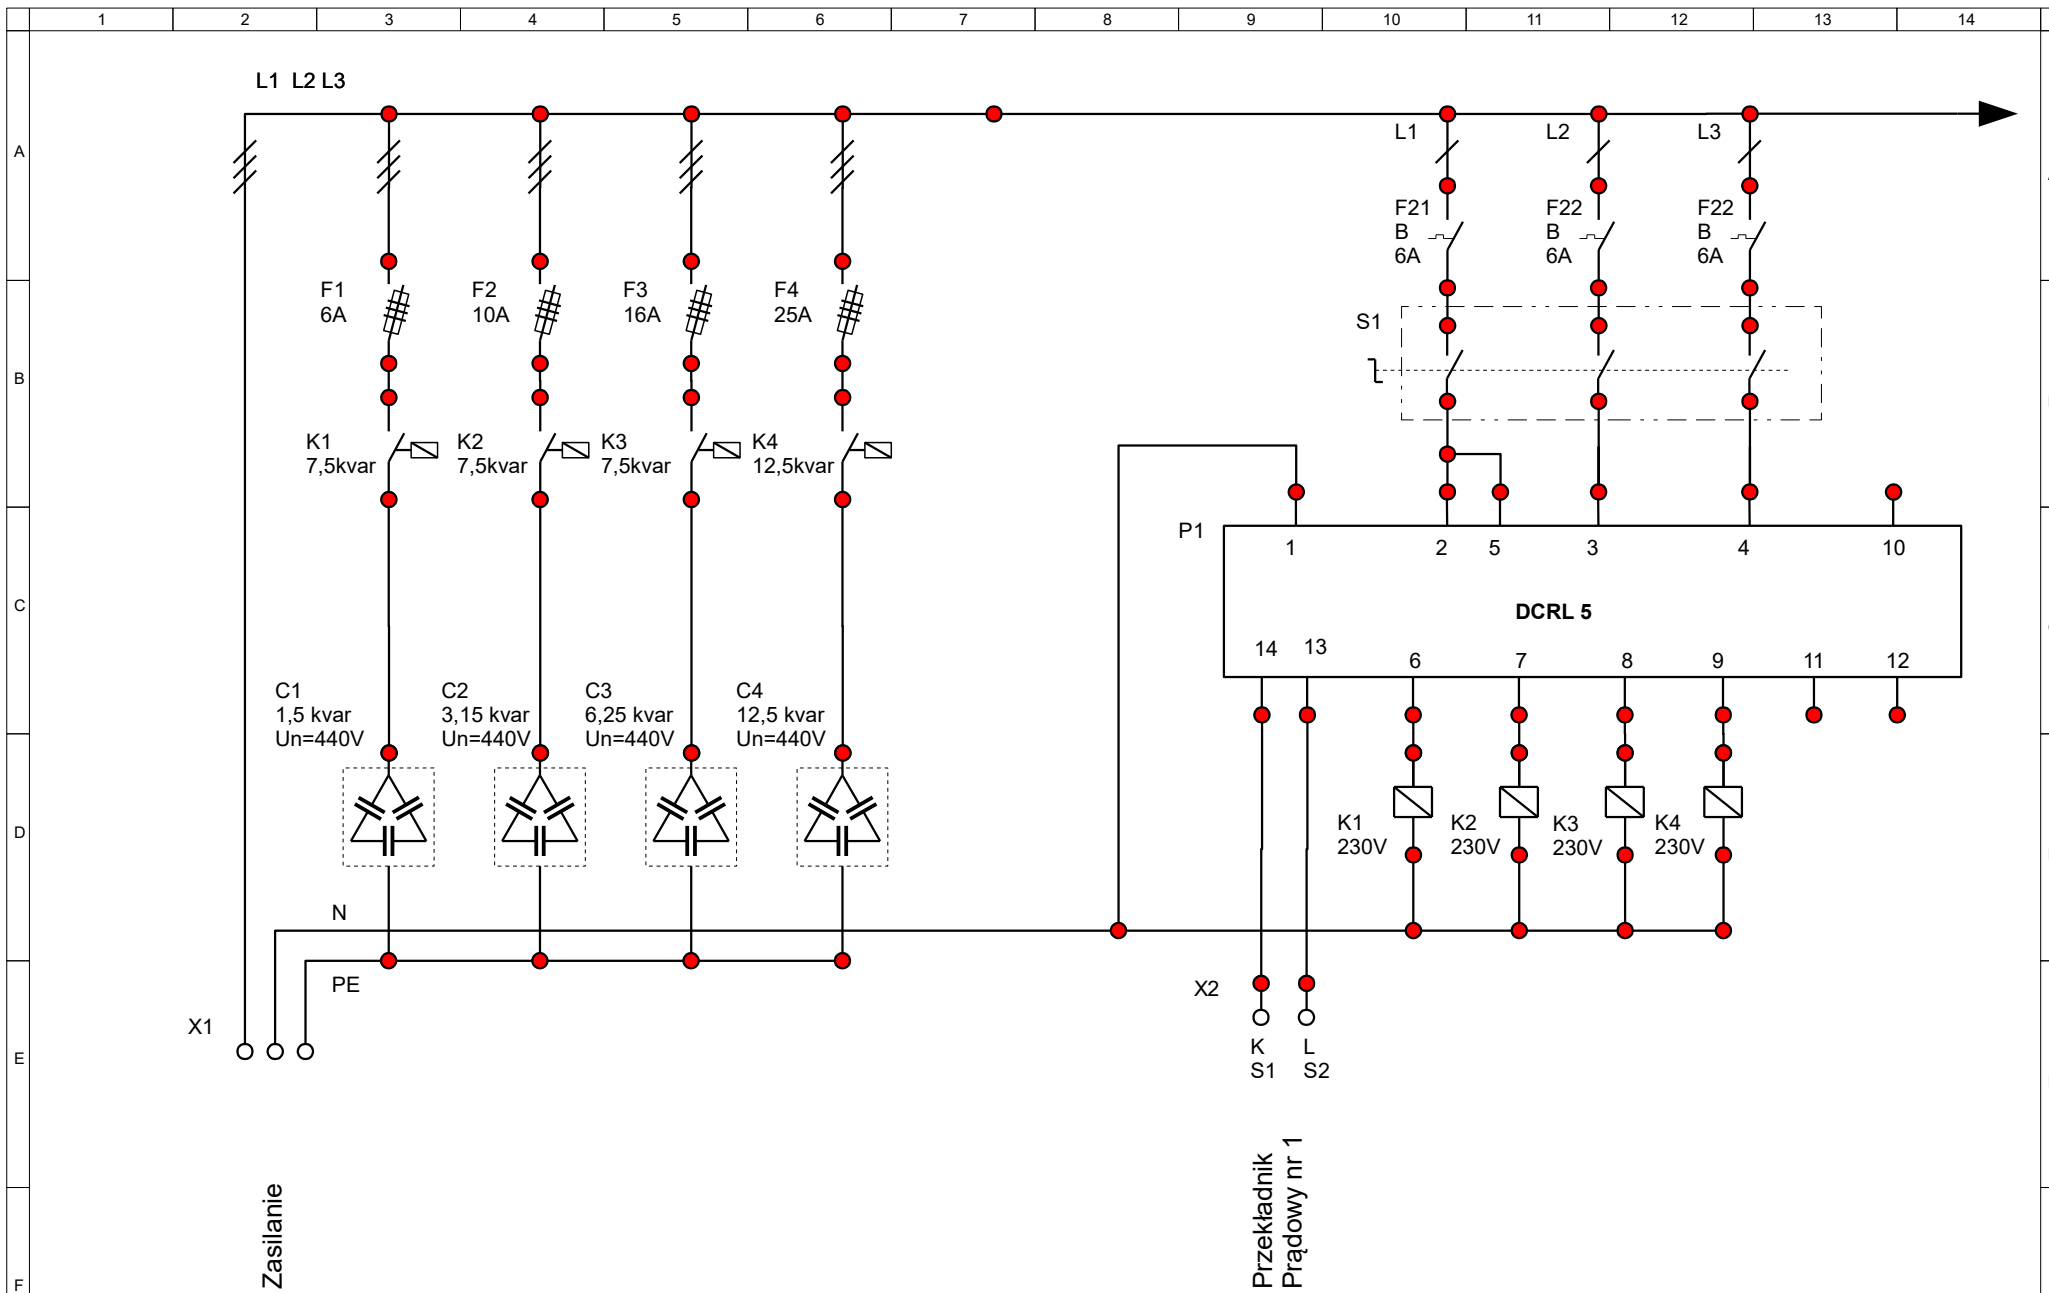 1 2 3 4 5 6 7 8 9 10 11 12 13 14
L1 L2 L3
A
L1 L2 L3
F21
B
6A
F22
B
6A
F22
B
6A
F1
6A
F2
10A
F3
16A
F4
25A
S1
B
K1
7,5kvar
K2
7,5kvar
K3
7,5kvar
K4
12,5kvar
P1
1 2 5 3 4 10
C
DCRL 5
14 13 6 7 8 9 11 12
C1
1,5 kvar
Un=440V
C2
3,15 kvar
Un=440V
C3
6,25 kvar
Un=440V
C4
12,5 kvar
Un=440V
D
K1
230V
K2
230V
K3
230V
K4
230V
N
PE
X1
X2
E
K
S1
L
S2
Zasilanie
Przekładnik
Prądowy nr 1
F